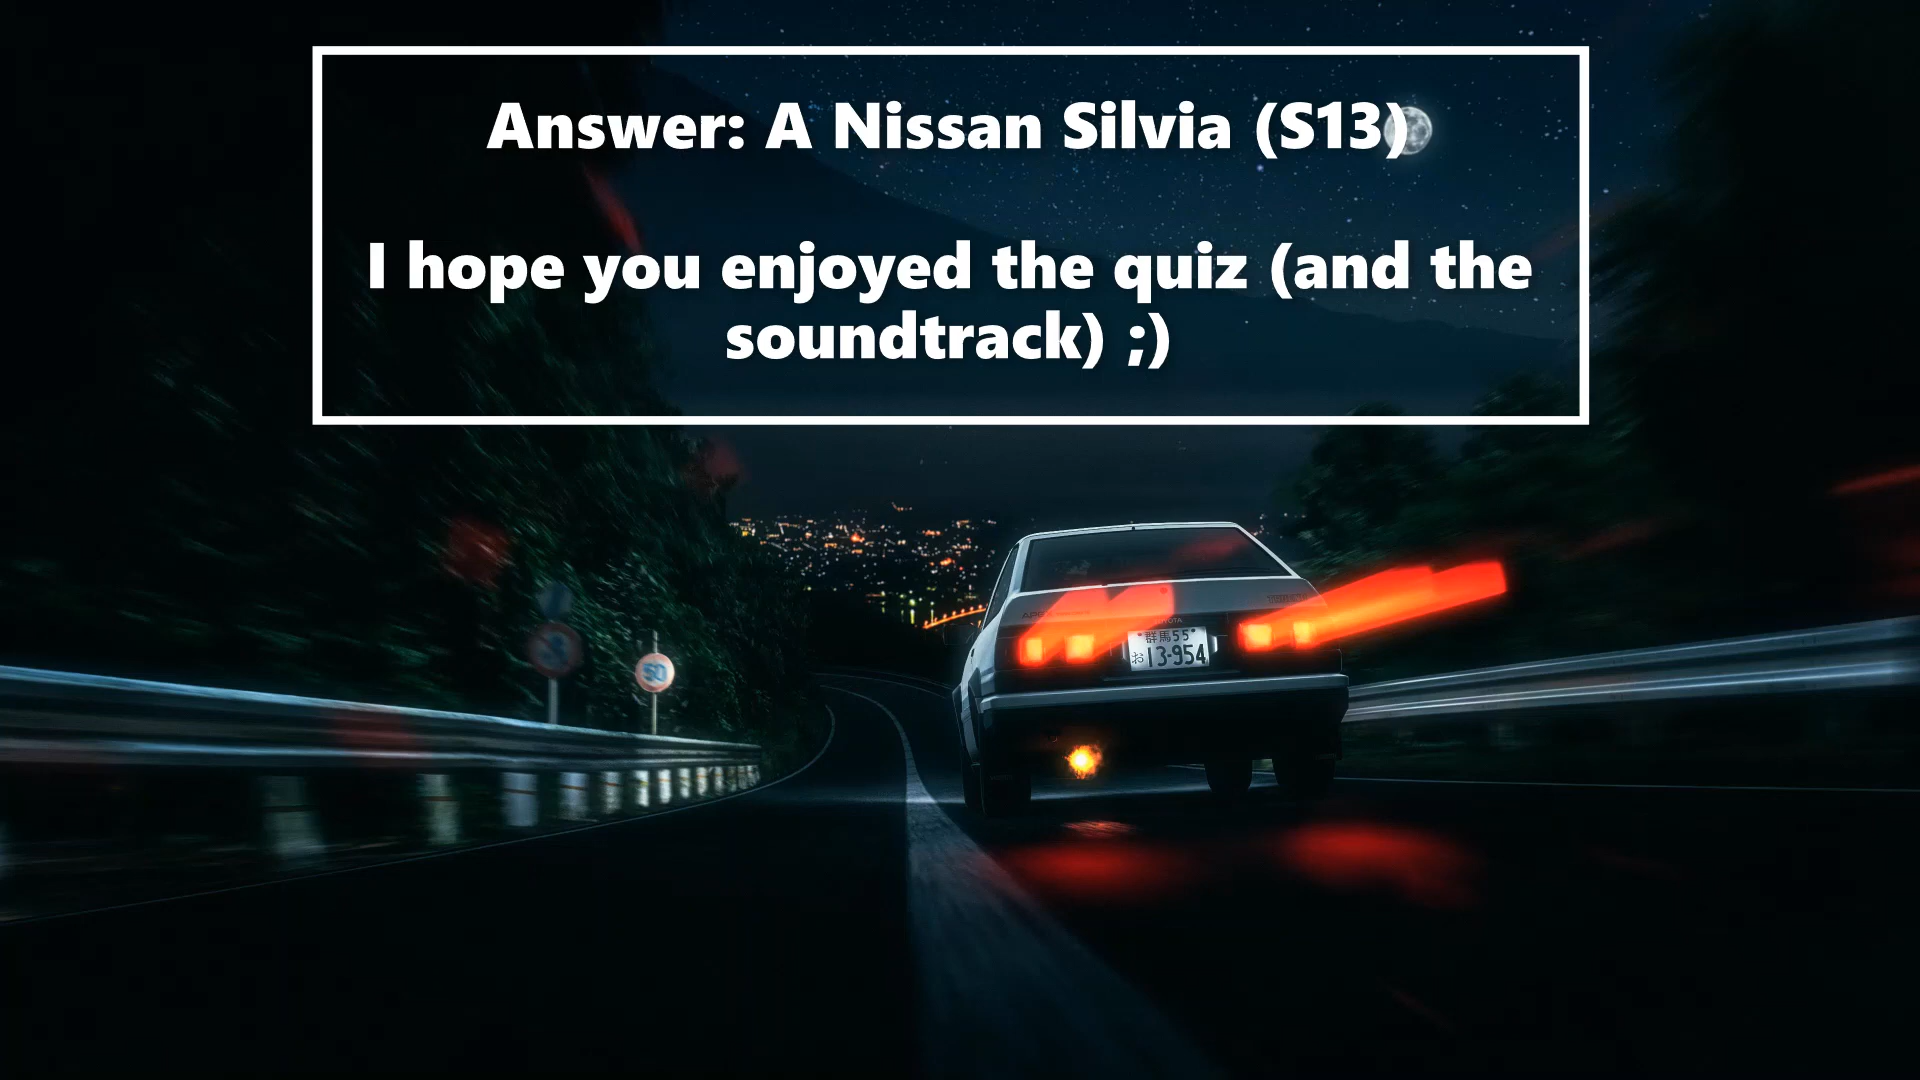 Answer: A Nissan Silvia (S13)
I hope you enjoyed the quiz (and the
soundtrack) ;)
50
群馬55
お13-954